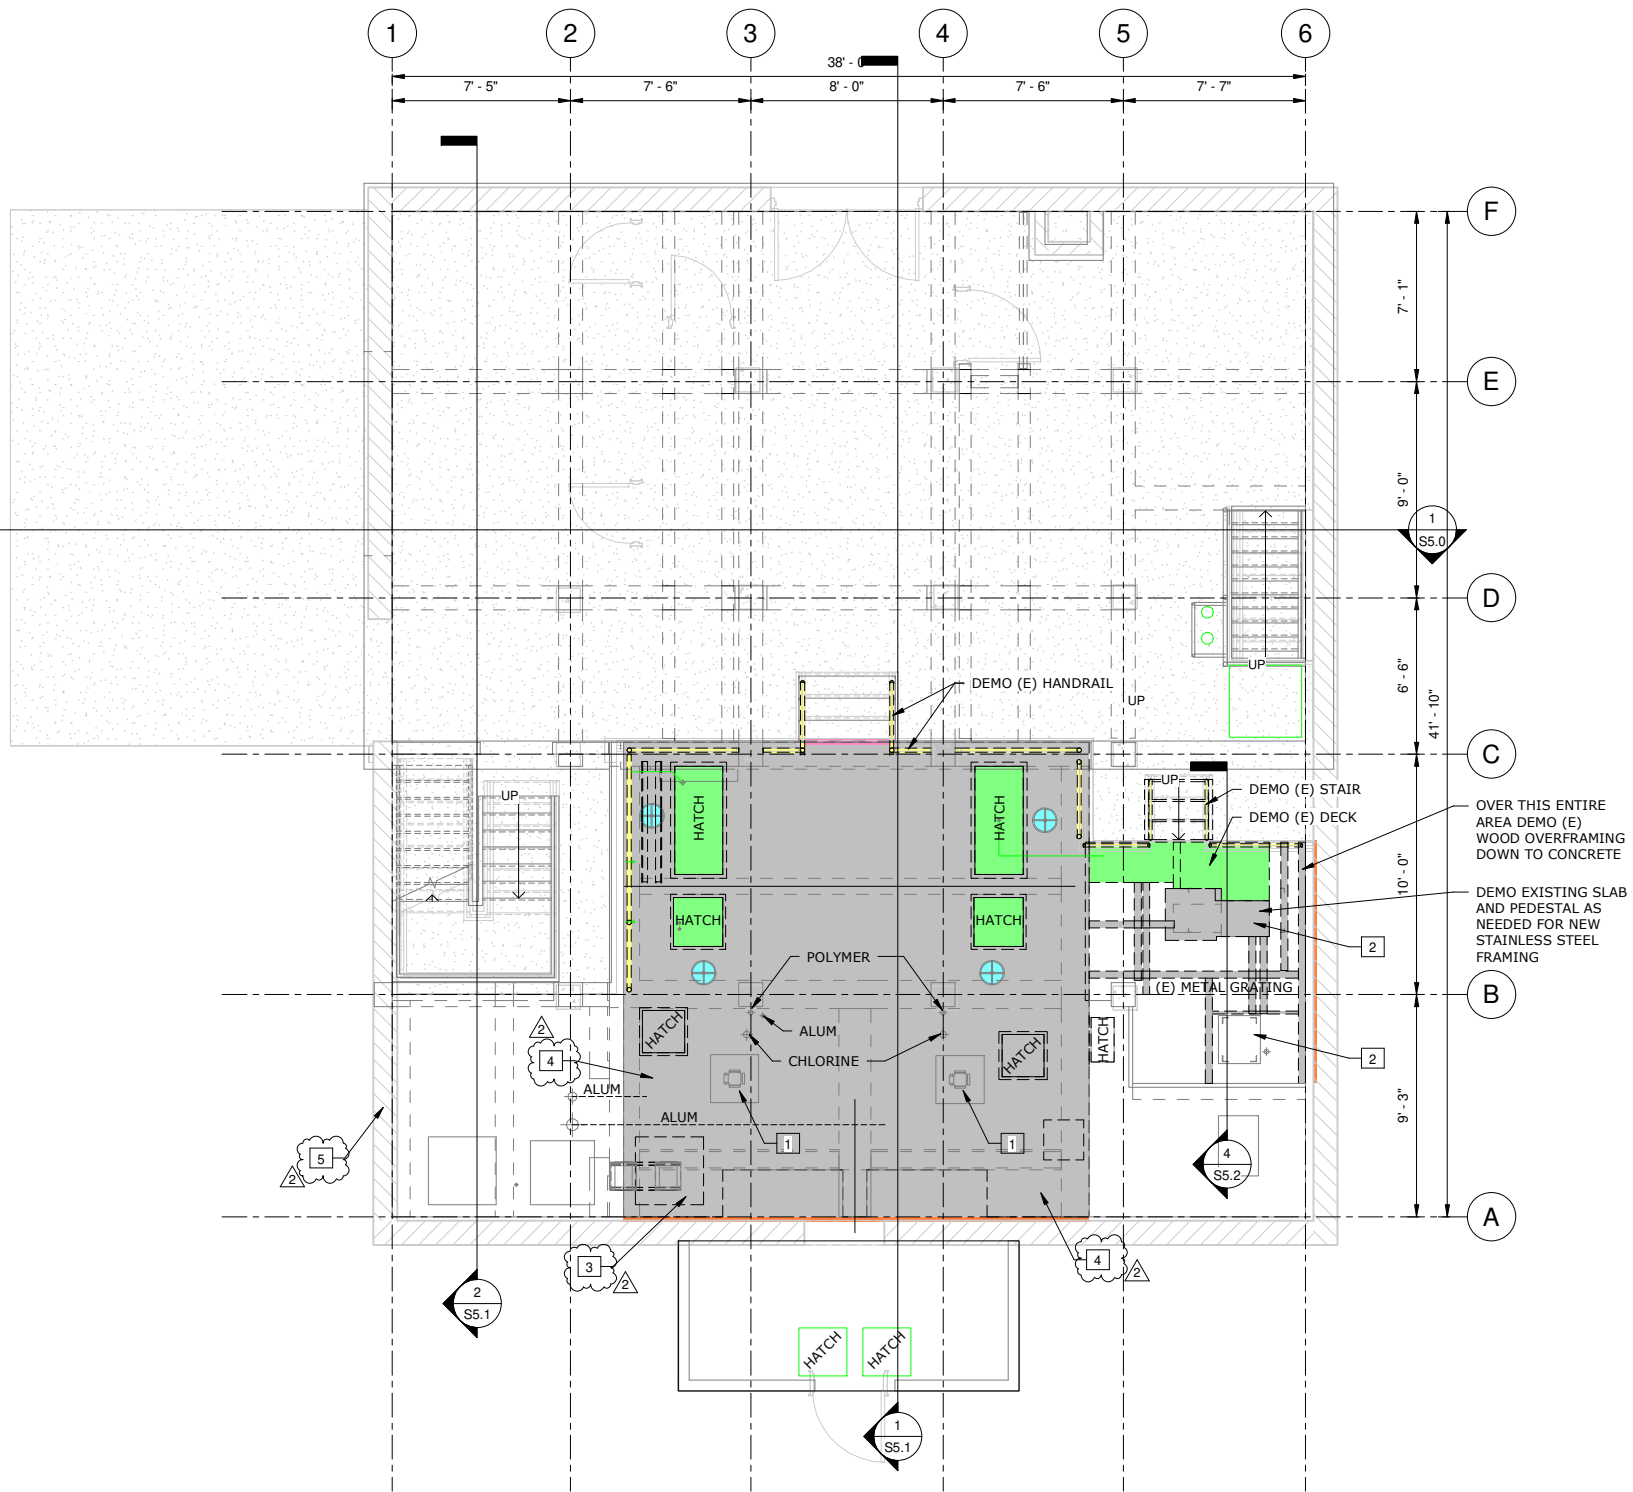 1
2
3
4
5
6
7' - 5"
7' - 6"
8' - 0"
7' - 6"
7' - 7"
F
7' - 1"
E
9' - 0"
1
S5.0
D
6' - 6"
41' - 10"
UP
UP
DEMO (E) HANDRAIL
C
UP
HATCH
HATCH
UP
DEMO (E) STAIR
DEMO (E) DECK
OVER THIS ENTIRE
AREA DEMO (E)
WOOD OVERFRAMING
DOWN TO CONCRETE
10' - 0"
DEMO EXISTING SLAB
AND PEDESTAL AS
NEEDED FOR NEW
STAINLESS STEEL
FRAMING
HATCH
HATCH
2
POLYMER
(E) METAL GRATING
B
ALUM
CHLORINE
HATCH
HATCH
HATCH
2
2
4
ALUM
ALUM
9' - 3"
1
1
5
2
4
S5.2
A
3
2
4
2
2
S5.1
HATCH
HATCH
1
S5.1